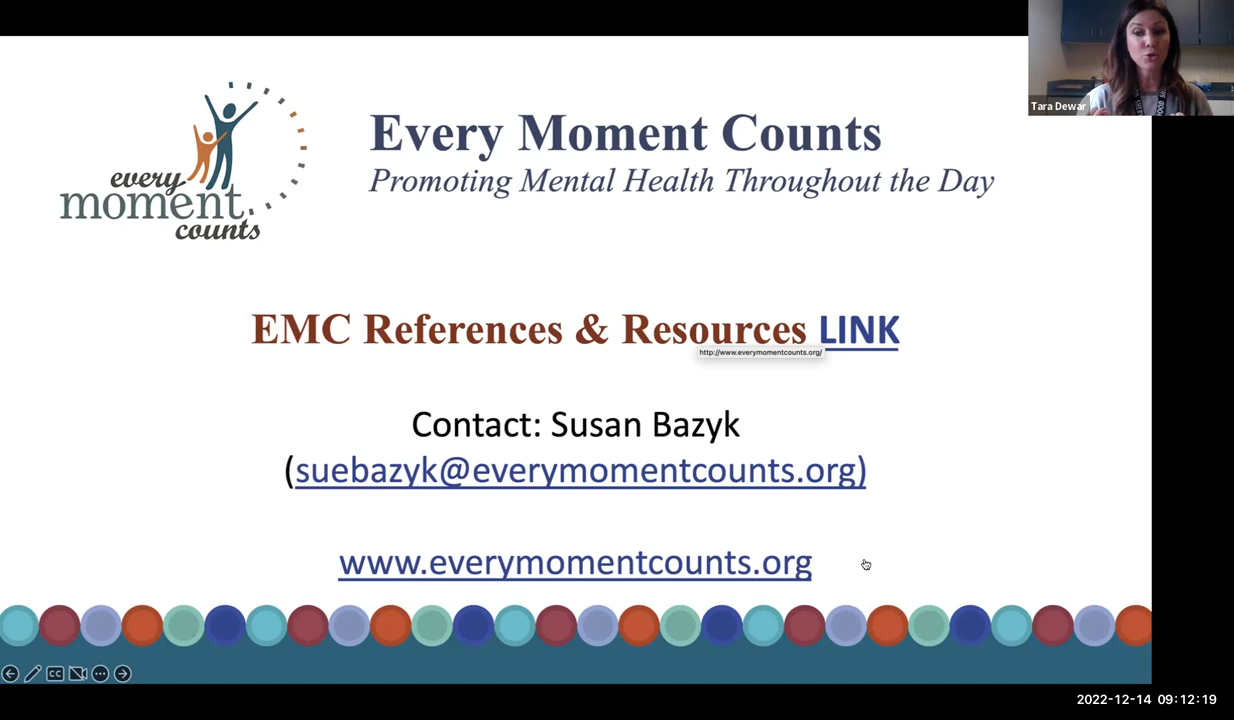 Tara Dewar
every
moment
counts
Every Moment Counts
Promoting Mental Health Throughout the Day
EMC References & Resources LINK
http://www.everymomentcounts.org/
Contact: Susan Bazyk
(suebazyk@everymomentcounts.org)
www.everymomentcounts.org
CC
2022-12-14 09:12:19